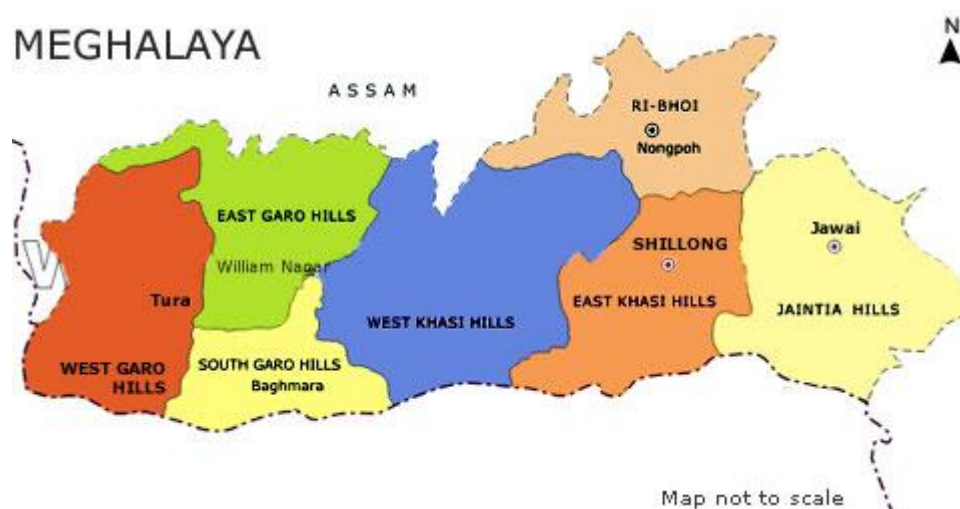 MEGHALAYA
N
ASSAM
RI-BHOI
Nongpoh
EAST GARO HILLS
William Nagar
Tura
WEST GARO
HILLS
SOUTH GARO HILLS
Baghmara
WEST KHASI HILLS
SHILLONG
EAST KHASI HILLS
Jawai
JAINTIA HILLS
Map not to scale